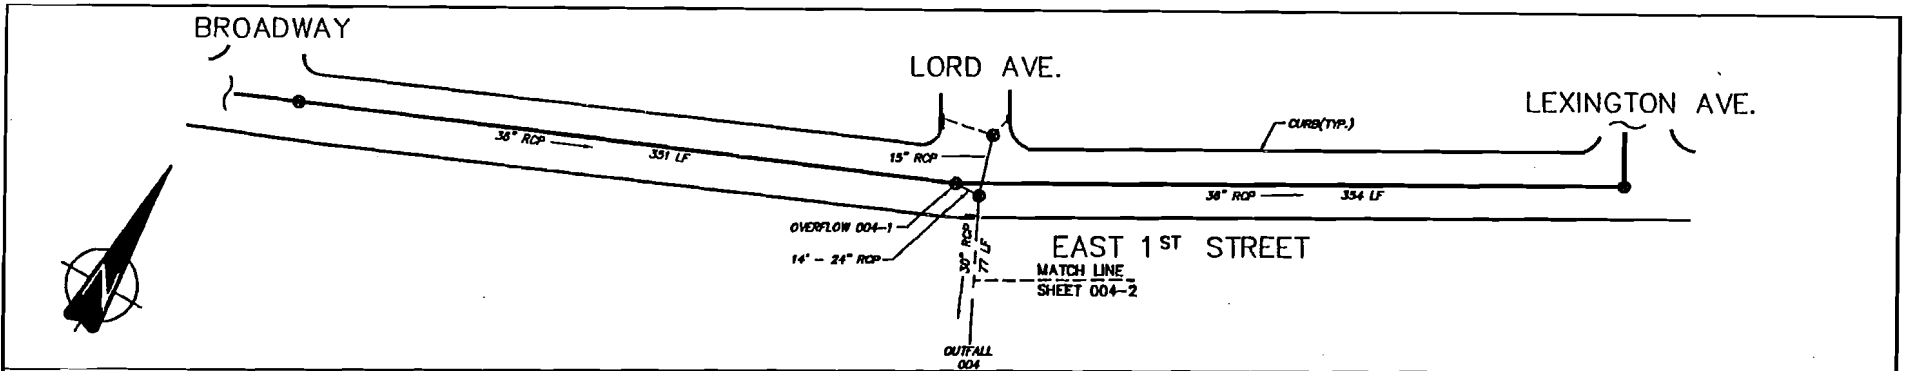 BROADWAY
LORD AVE.
LEXINGTON AVE.
CURB(TYP.)
36" RCP
351 LF
15" RCP
36" RCP
354 LF
OVERFLOW 004-1
14' - 24" RCP
30" RCP
77 LF
EAST 1ST STREET
MATCH LINE
SHEET 004-2
OUTFALL
004
N